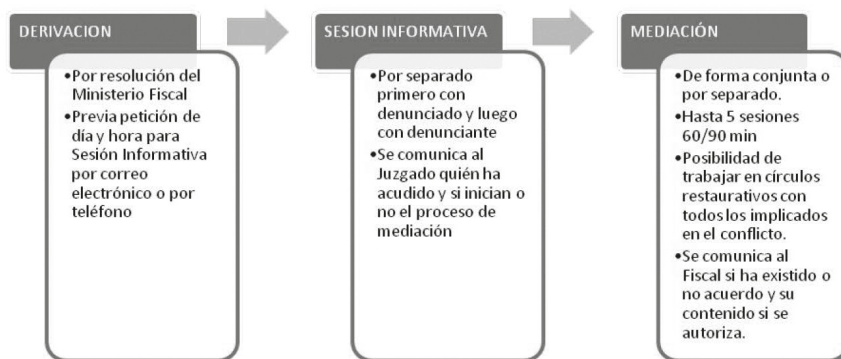 DERIVACION
•Por resolución del
Ministerio Fiscal
•Previa petición de
día y hora para
Sesión Informativa
por correo
electrónico o por
teléfono
SESION INFORMATIVA
•Por separado
primero con
denunciado y luego
con denunciante
•Se comunica al
Juzgado quién ha
acudido y si inician o
no el proceso de
mediación
MEDIACIÓN
•De forma conjunta o
por separado.
•Hasta 5 sesiones
60/90 min
•Posibilidad de
trabajar en círculos
restaurativos con
todos los implicados
en el conflicto.
•Se comunica al
Fiscal si ha existido o
no acuerdo y su
contenido si se
autoriza.